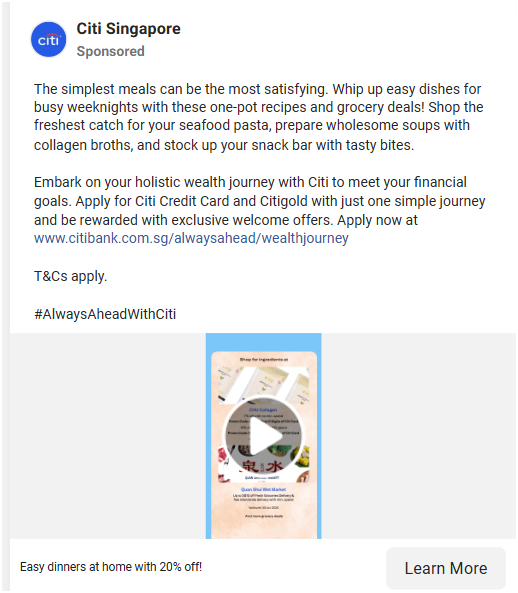 Citi Singapore
citi
Sponsored
The simplest meals can be the most satisfying. Whip up easy dishes for
busy weeknights with these one-pot recipes and grocery deals! Shop the
freshest catch for your seafood pasta, prepare wholesome soups with
collagen broths, and stock up your snack bar with tasty bites.
Embark on your holistic wealth journey with Citi to meet your financial
goals. Apply for Citi Credit Card and Citigold with just one simple journey
and be rewarded with exclusive welcome offers. Apply now at
www.citibank.com.sg/alwaysahead/wealthjourney
T&Cs apply.
#AlwaysAheadWithCiti
Shop for ingredients at
Collagen
泉 水
QUAN
Quan Shui Wet Market
Easy dinners at home with 20% off!
Learn More